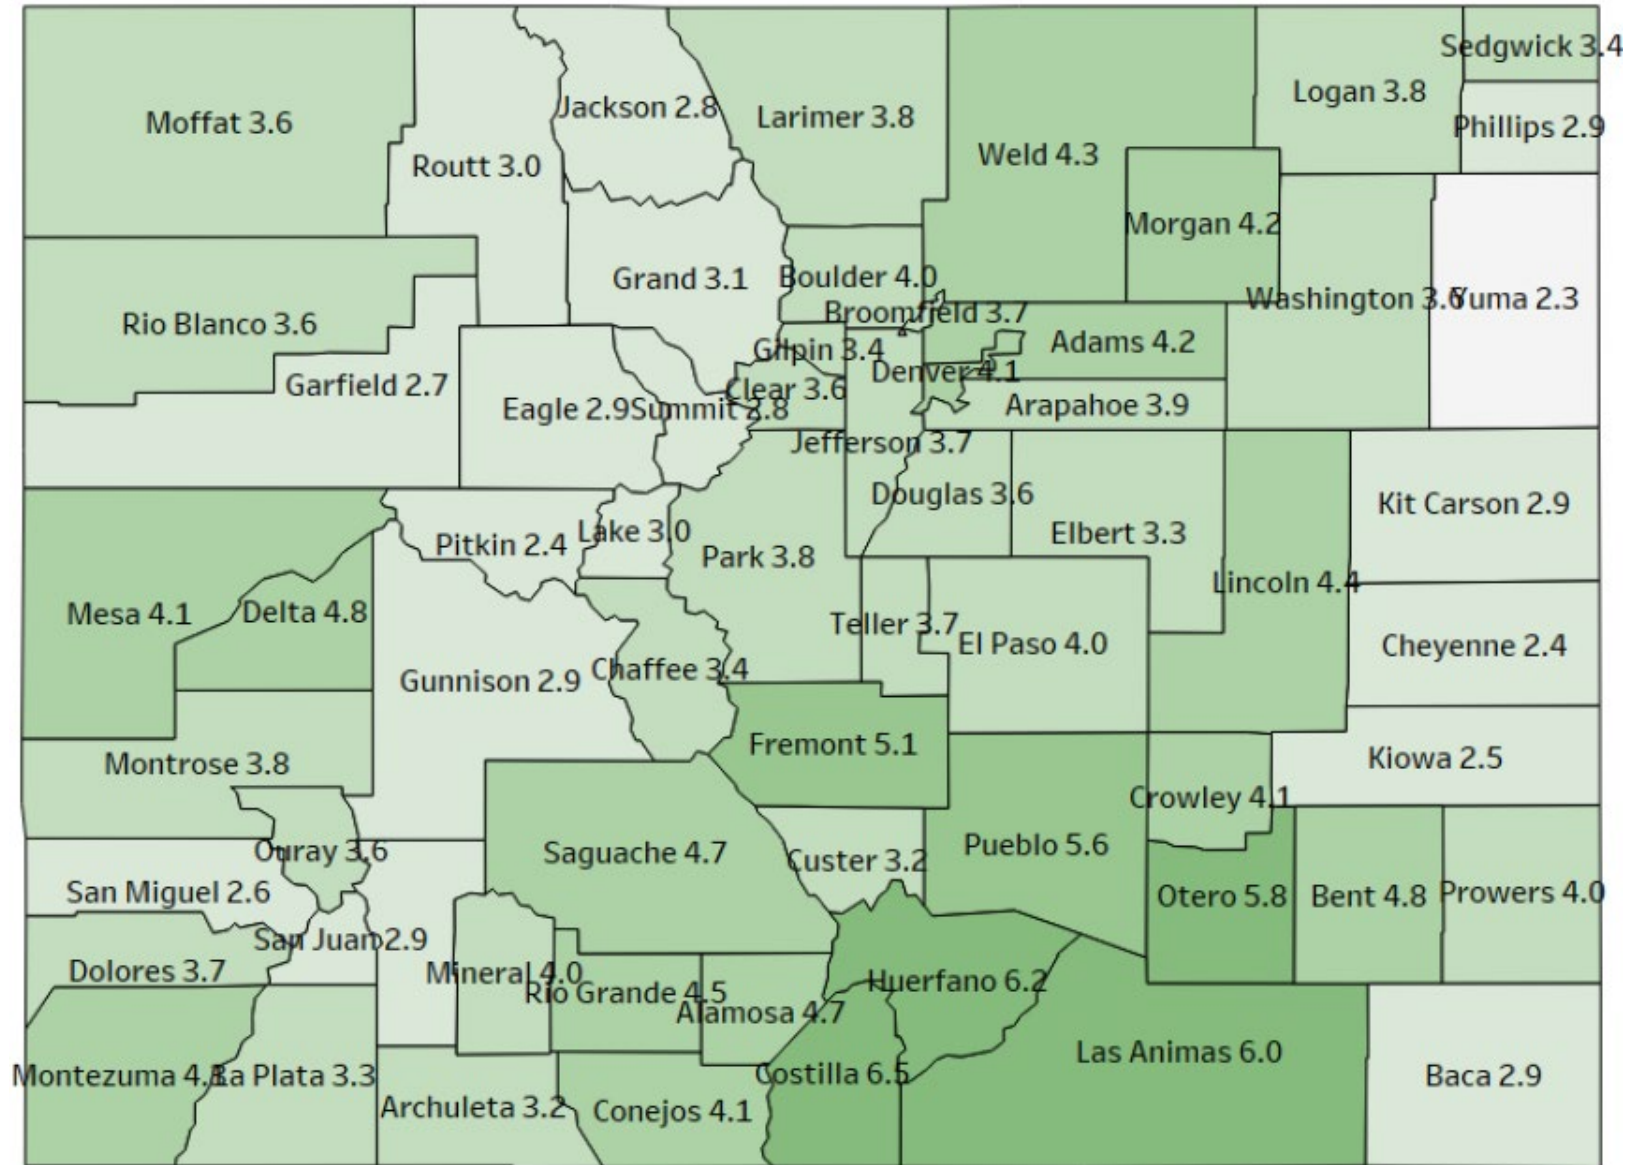 Sedgwick 3.4
Logan 3.8
Jackson 2.8
Larimer 3.8
Moffat 3.6
Phillips 2.9
Weld 4.3
Routt 3.0
Morgan 4.2
Grand 3.1
Boulder 4.0
Washington 3.6
Yuma 2.3
Broomfield 3.7
Rio Blanco 3.6
Adams 4.2
Gilpin 3.4
Denver 4.1
Garfield 2.7
Clear 3.6
Arapahoe 3.9
Eagle 2.9
Summit 2.8
Jefferson 3.7
Douglas 3.6
Kit Carson 2.9
Lake 3.0
Elbert 3.3
Pitkin 2.4
Park 3.8
Lincoln 4.4
Mesa 4.1
Delta 4.8
Teller 3.7
El Paso 4.0
Cheyenne 2.4
Chaffee 3.4
Gunnison 2.9
Fremont 5.1
Kiowa 2.5
Montrose 3.8
Crowley 4.1
Pueblo 5.6
Ouray 3.6
Saguache 4.7
Custer 3.2
San Miguel 2.6
Otero 5.8
Bent 4.8
Prowers 4.0
San Juan 2.9
Dolores 3.7
Mineral 4.0
Huerfano 6.2
Rio Grande 4.5
Alamosa 4.7
Las Animas 6.0
Montezuma
La Plata 3.3
Costilla 6.5
Baca 2.9
Archuleta 3.2
Conejos 4.1